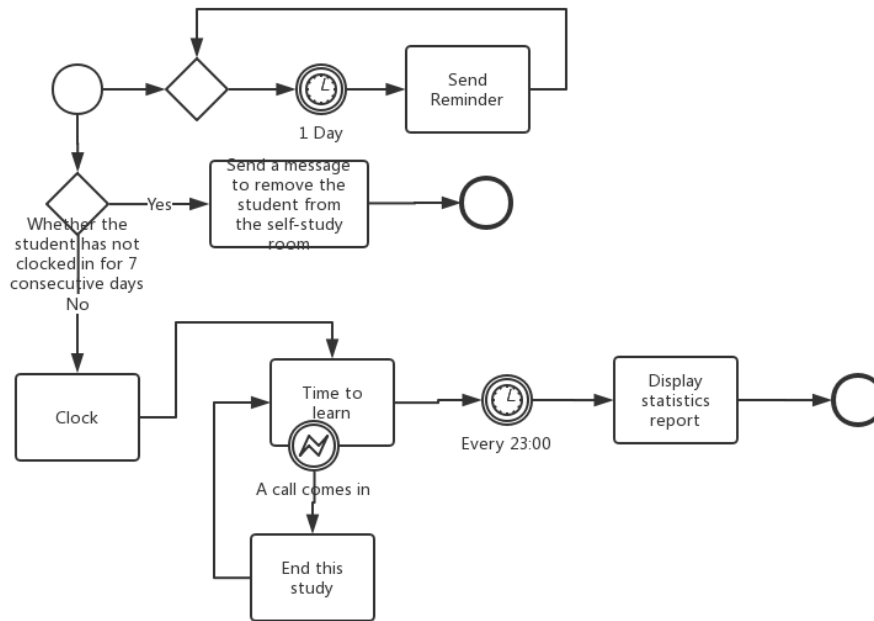 Send
Reminder
1 Day
Send a message
to remove the
student from
the self-study
room
Yes
Whether the
student has not
clocked in for 7
consecutive days
No
Clock
Time to
learn
A call comes in
End this
study
Every 23:00
Display
statistics
report